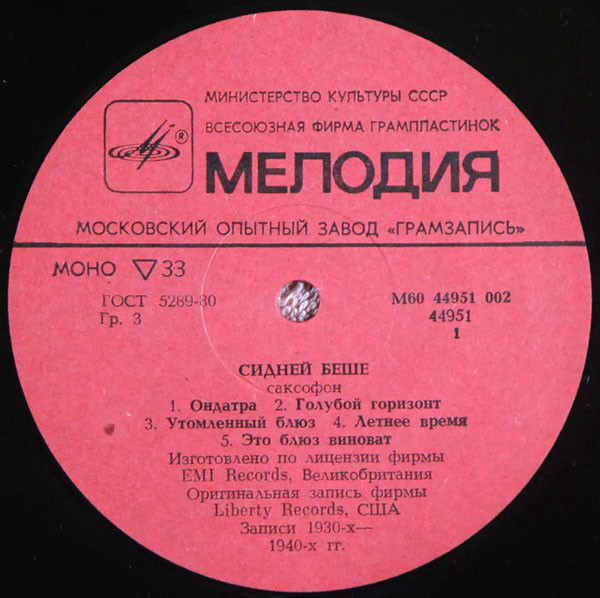 МИНИСТЕРСТВО КУЛЬТУРЫ СССР
ВСЕСОЮЗНАЯ ФИРМА ГРАМПЛАСТИНОК
®
МЕЛОДИЯ
МОСКОВСКИЙ ОПЫТНЫЙ ЗАВОД «ГРАМЗАПИСЬ»
МОНО ▽ 33
ГОСТ 5289-80
Гр. 3
М60 44951 002
44951
1
СИДНЕЙ БЕШЕ
саксофон
1. Ондатра 2. Голубой горизонт
3. Утомленный блюз 4. Летнее время
5. Это блюз виноват
Изготовлено по лицензии фирмы
EMI Records, Великобритания
Оригинальная запись фирмы
Liberty Records, США
Записи 1930-х—
1940-х гг.